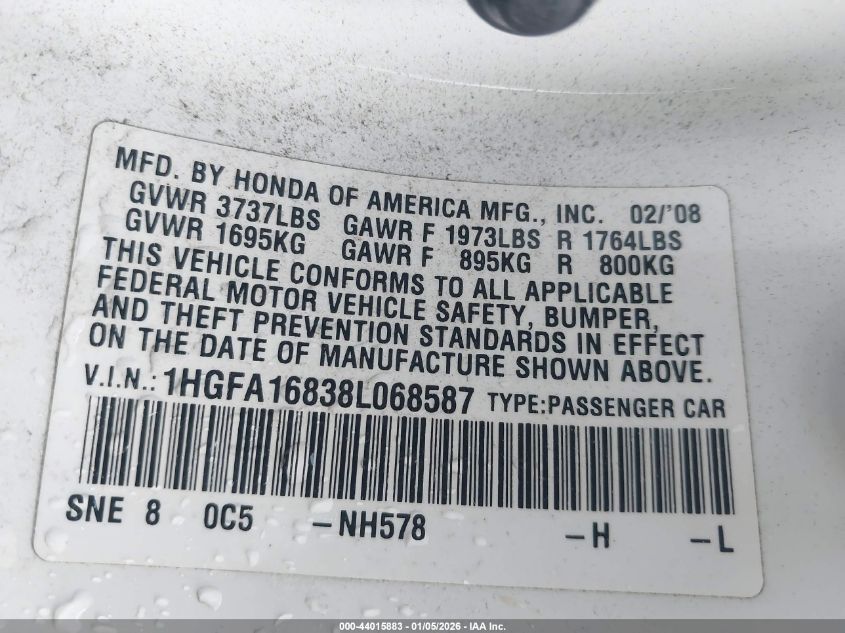 MFD. BY HONDA OF AMERICA MFG., INC. 02/'08
GVWR 3737LBS GAWR F 1973LBS R 1764LBS
GVWR 1695KG GAWR F 895KG R 800KG
THIS VEHICLE CONFORMS TO ALL APPLICABLE
FEDERAL MOTOR VEHICLE SAFETY, BUMPER,
AND THEFT PREVENTION STANDARDS IN EFFECT
ON THE DATE OF MANUFACTURE SHOWN ABOVE.
V.I.N.: 1HGFA16838L068587 TYPE:PASSENGER CAR
SNE 8 0C5 -NH578 -H -L
000-44015883 - 01/05/2026 - IAA Inc.